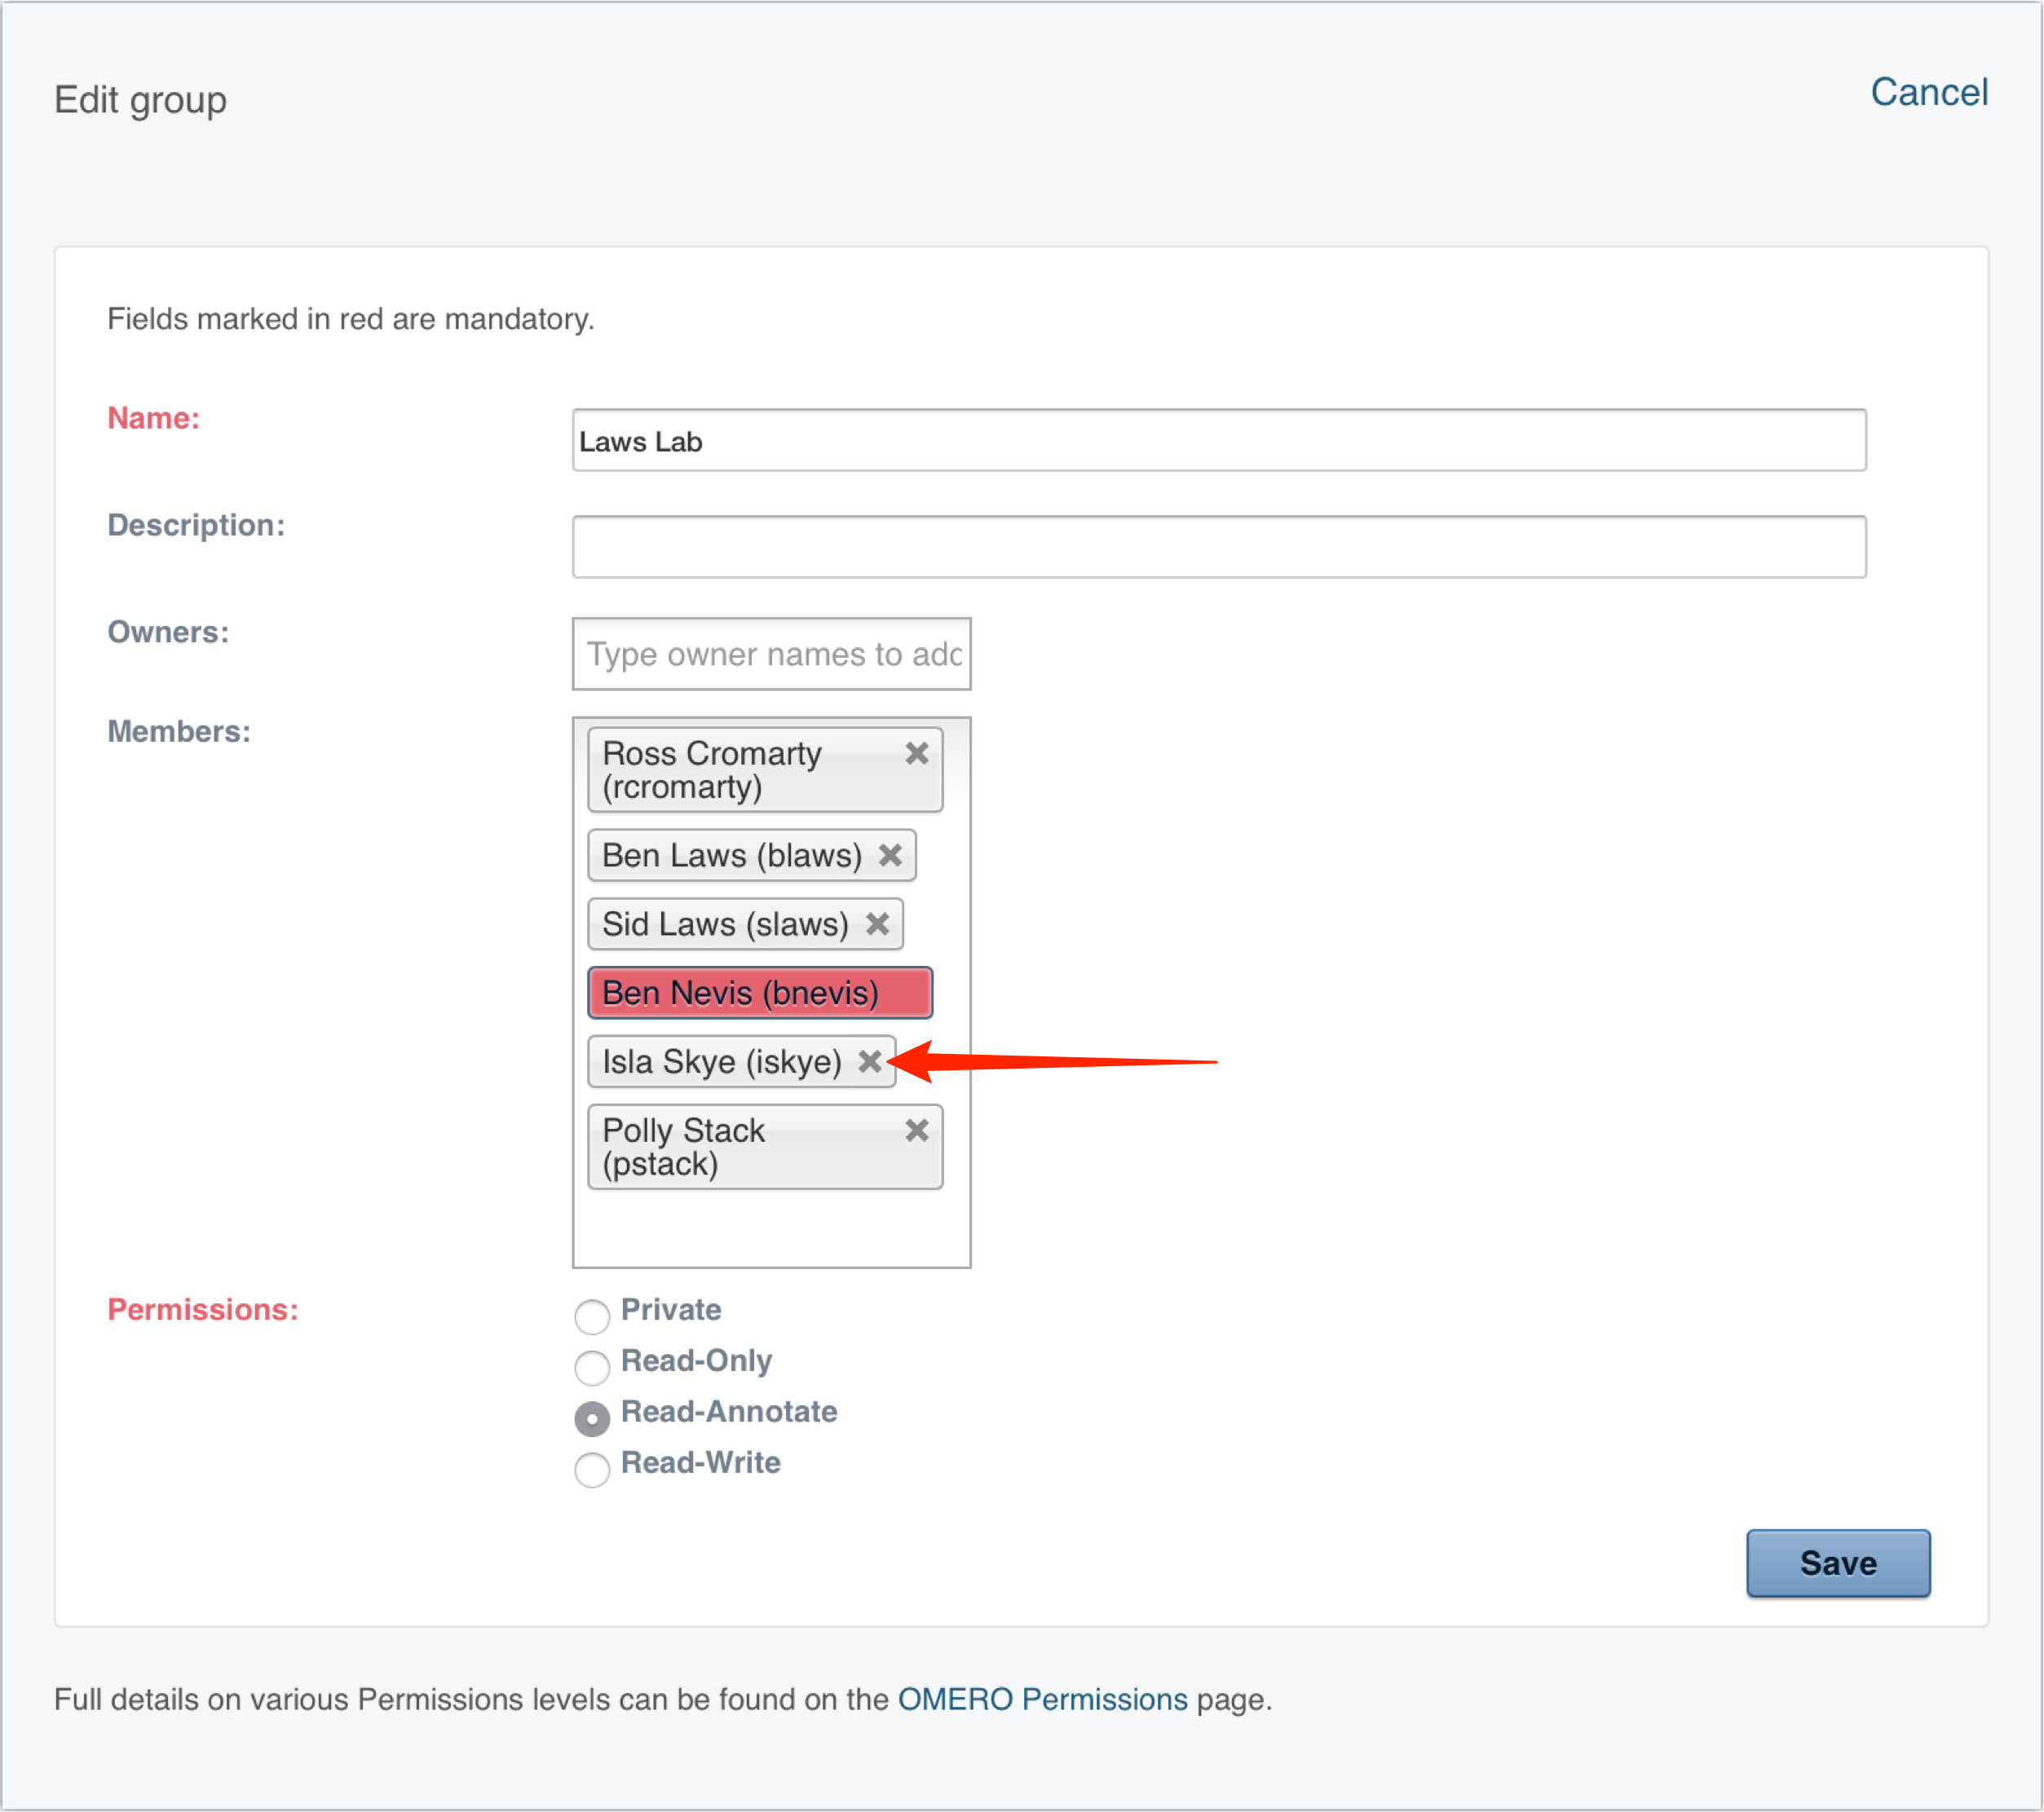 Edit group
Cancel
Fields marked in red are mandatory.
Name:
Laws Lab
Description:
Owners:
Type owner names to add
Members:
Ross Cromarty
(rcromarty)
Ben Laws (blaws)
Sid Laws (slaws)
Ben Nevis (bnevis)
Isla Skye (iskye)
Polly Stack
(pstack)
Permissions:
Private
Read-Only
Read-Annotate
Read-Write
Save
Full details on various Permissions levels can be found on the OMERO Permissions page.